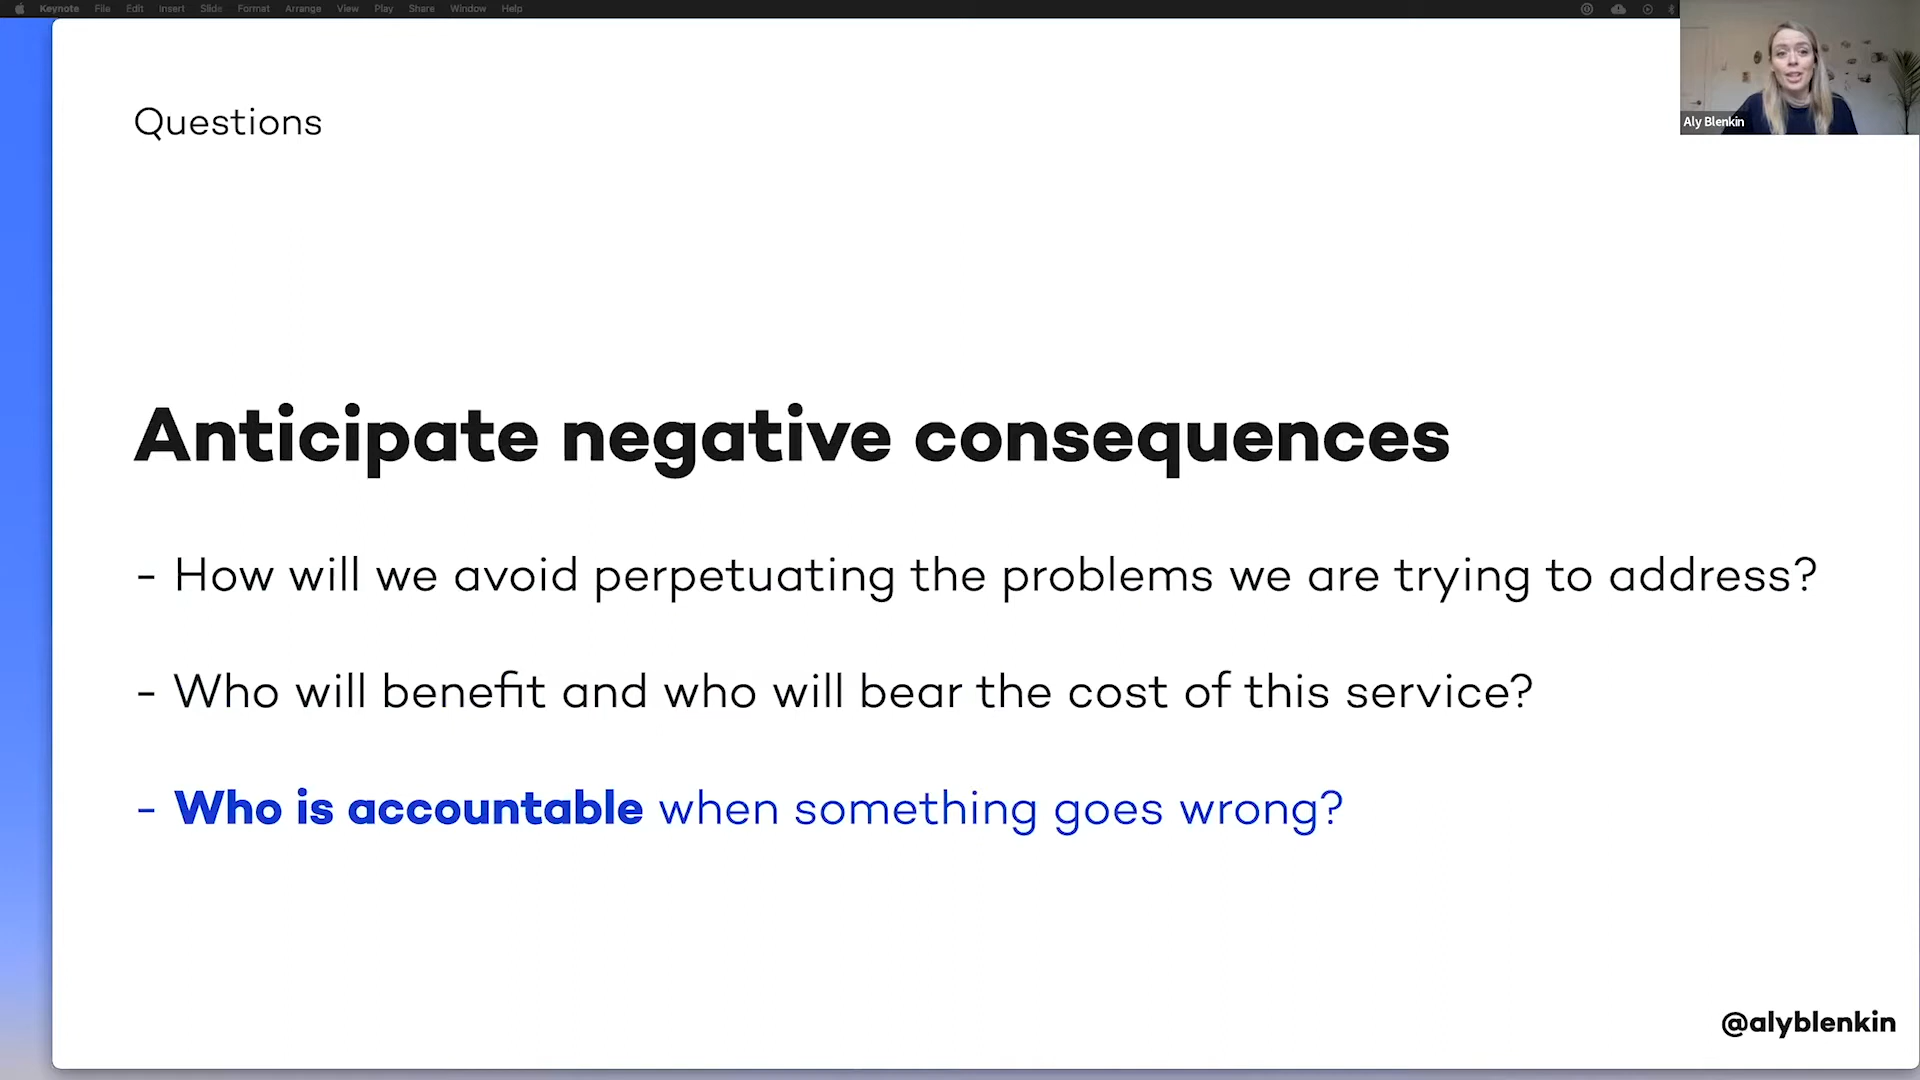 Keynote File Edit Insert Slide Format Arrange View Play Share Window Help
Aly Blenkin
Questions
Anticipate negative consequences
- How will we avoid perpetuating the problems we are trying to address?
- Who will benefit and who will bear the cost of this service?
- Who is accountable when something goes wrong?
@alyblenkin